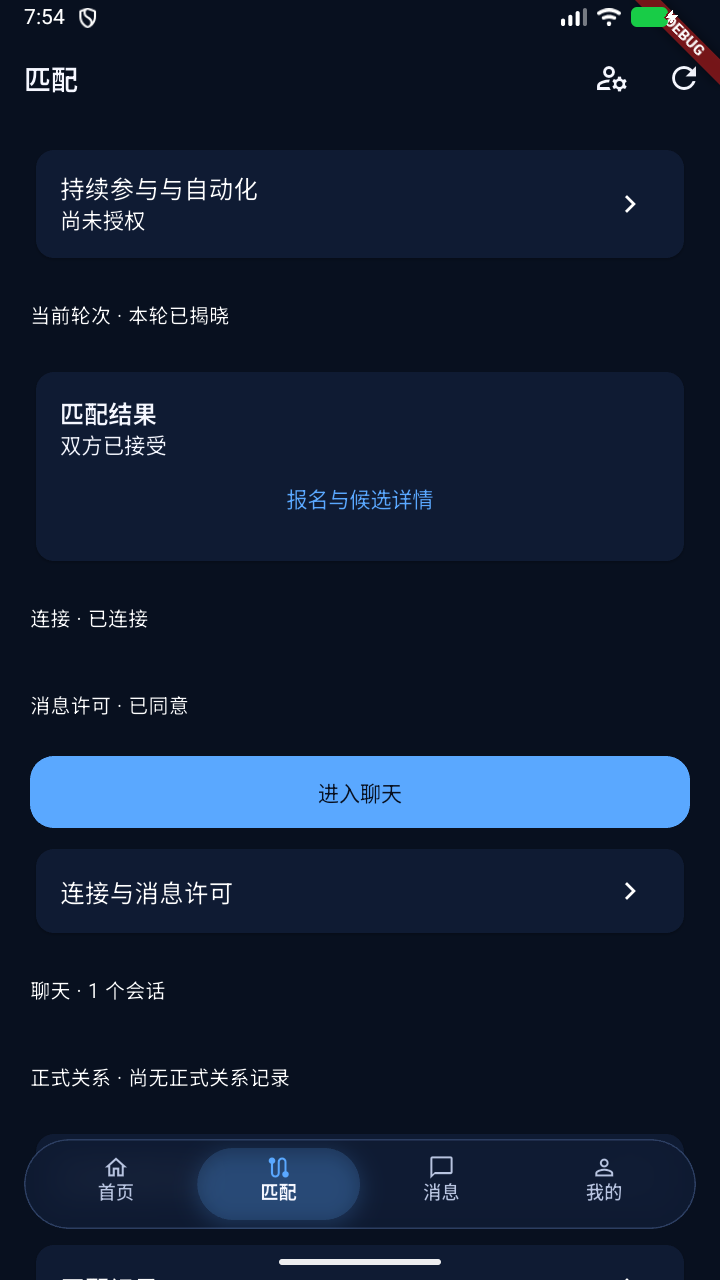 7:54
DEBUG
匹配
持续参与与自动化
尚未授权
当前轮次 · 本轮已揭晓
匹配结果
双方已接受
报名与候选详情
连接 · 已连接
消息许可 · 已同意
进入聊天
连接与消息许可
聊天 · 1 个会话
正式关系 · 尚无正式关系记录
首页
匹配
消息
我的